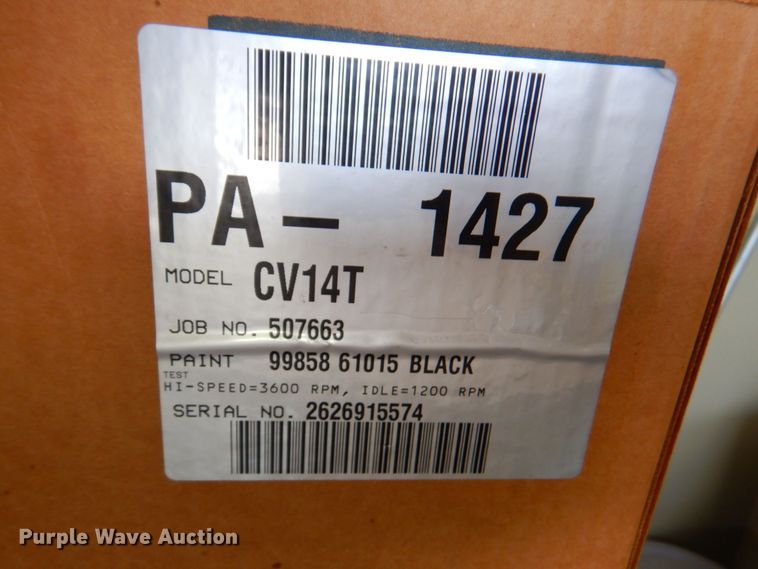 PA- 1427
MODEL CV14T
JOB NO. 507663
PAINT 99858 61015 BLACK
TEST
HI-SPEED=3600 RPM, IDLE=1200 RPM
SERIAL NO. 2626915574
Purple Wave Auction